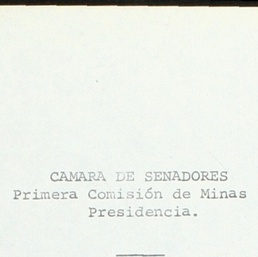 CAMARA DE SENADORES
Primera Comisión de Minas
Presidencia.